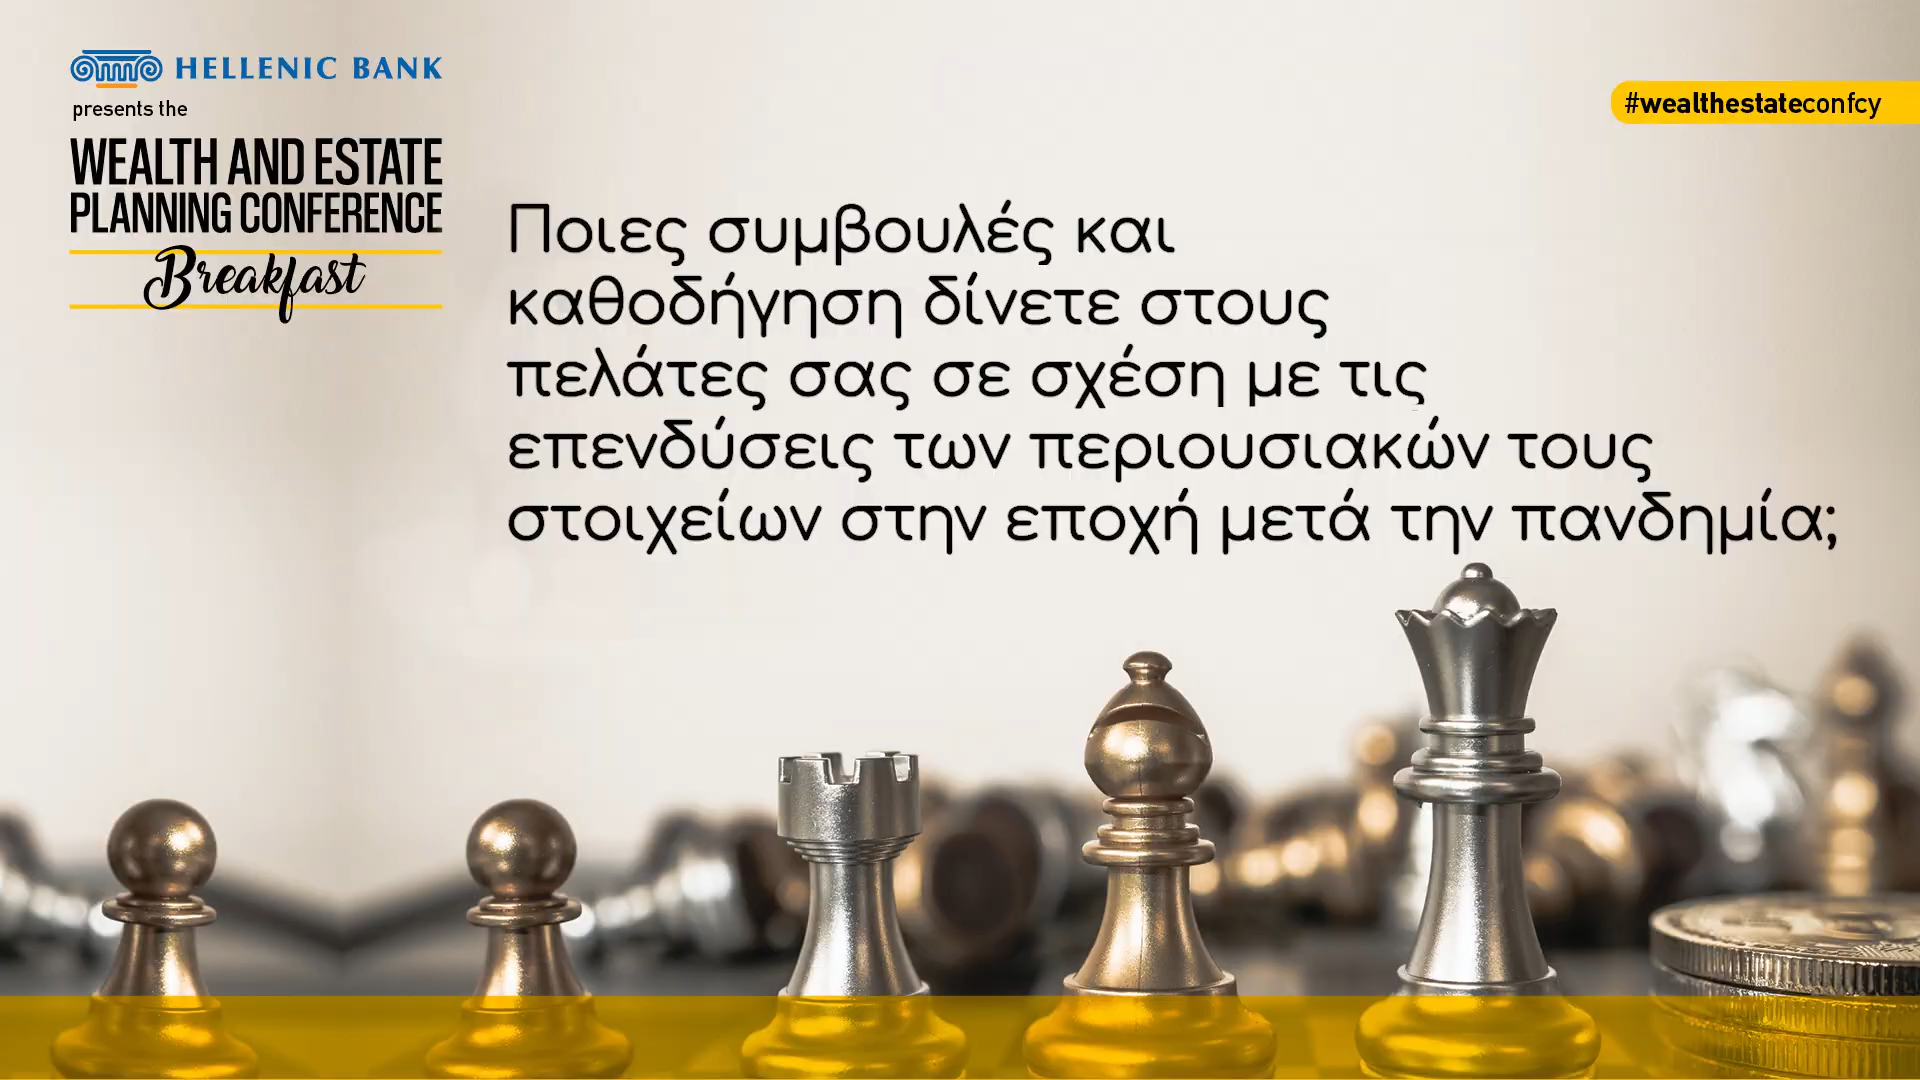 HELLENIC BANK
presents the
WEALTH AND ESTATE
PLANNING CONFERENCE
Breakfast
#wealthestateconfcy
Ποιες συμβουλές και
καθοδήγηση δίνετε στους
πελάτες σας σε σχέση με τις
επενδύσεις των περιουσιακών τους
στοιχείων στην εποχή μετά την πανδημία;